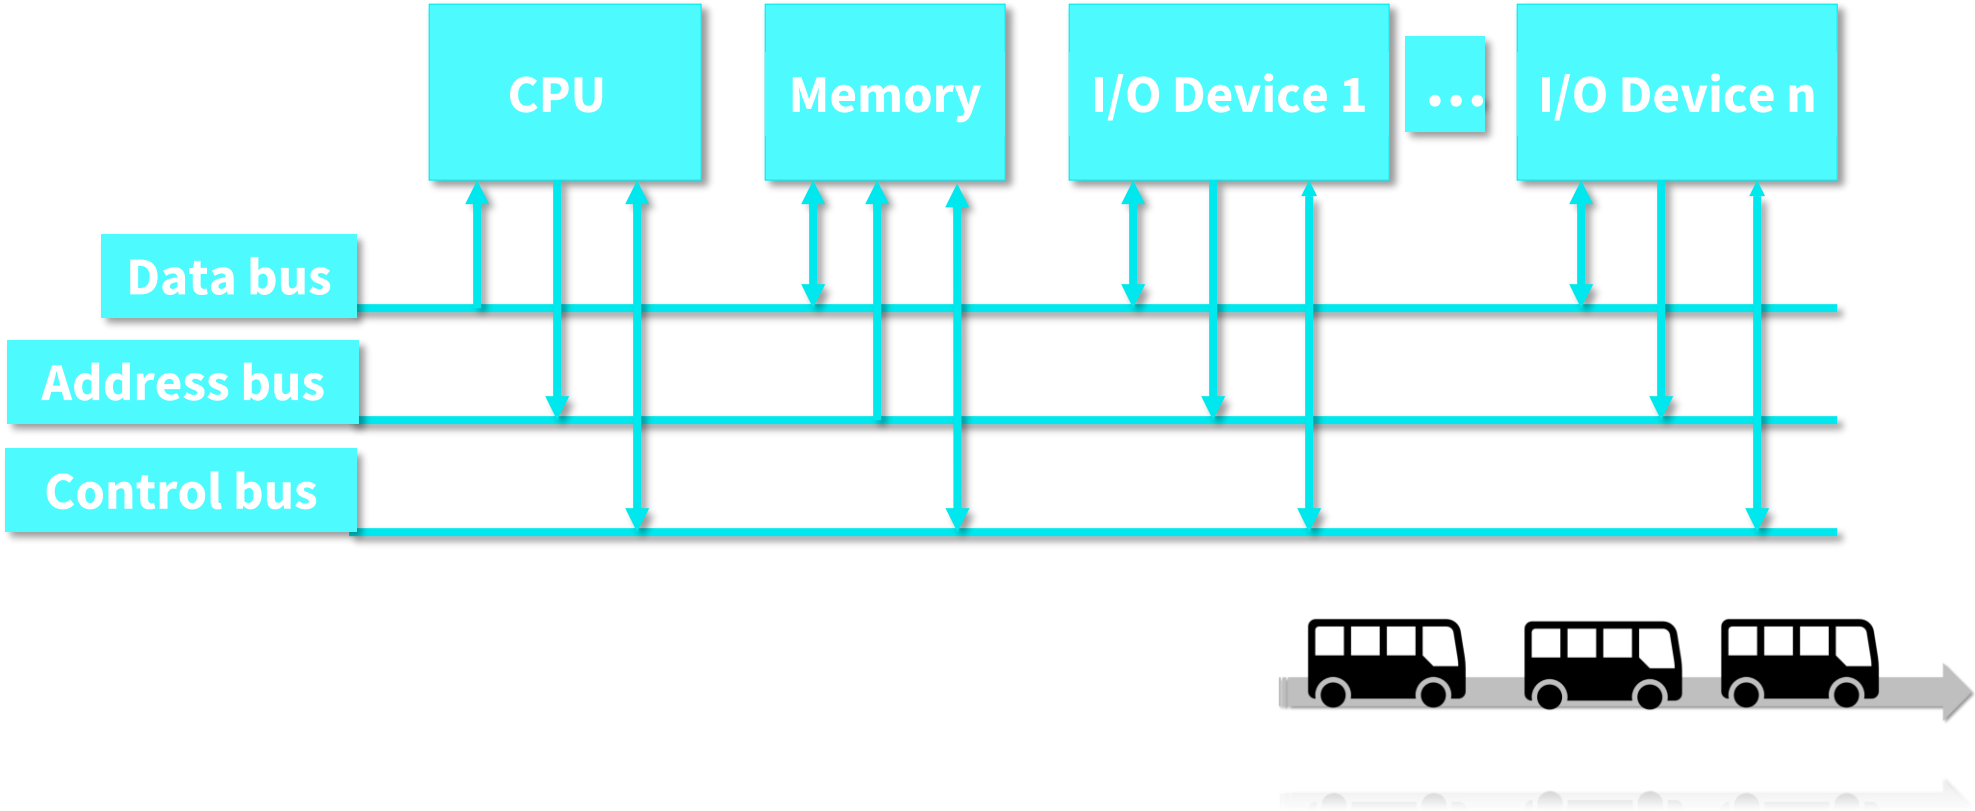 CPU
Memory
I/O Device 1
...
I/O Device n
Data bus
Address bus
Control bus